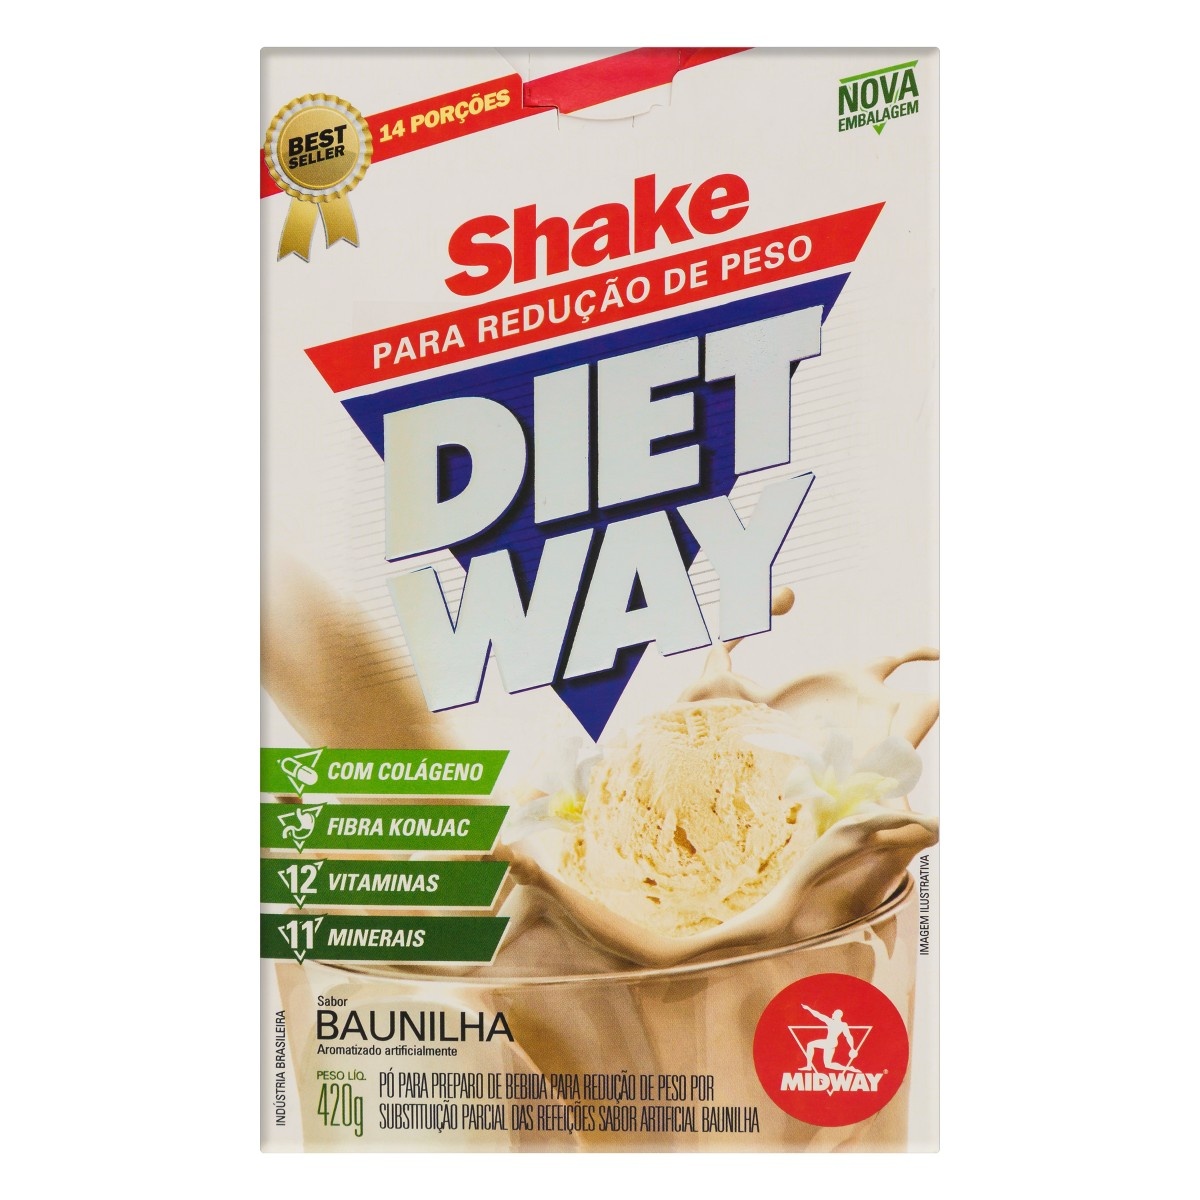 BEST
SELLER
14 PORÇÕES
NOVA
EMBALAGEM
Shake
PARA REDUÇÃO DE PESO
DIET
WAY
COM COLÁGENO
FIBRA KONJAC
12 VITAMINAS
11 MINERAIS
IMAGEM ILUSTRATIVA
Sabor
BAUNILHA
Aromatizado artificialmente
INDÚSTRIA BRASILEIRA
PESO LÍQ.
420g
PÓ PARA PREPARO DE BEBIDA PARA REDUÇÃO DE PESO POR
SUBSTITUIÇÃO PARCIAL DAS REFEIÇÕES SABOR ARTIFICIAL BAUNILHA
MIDWAY®